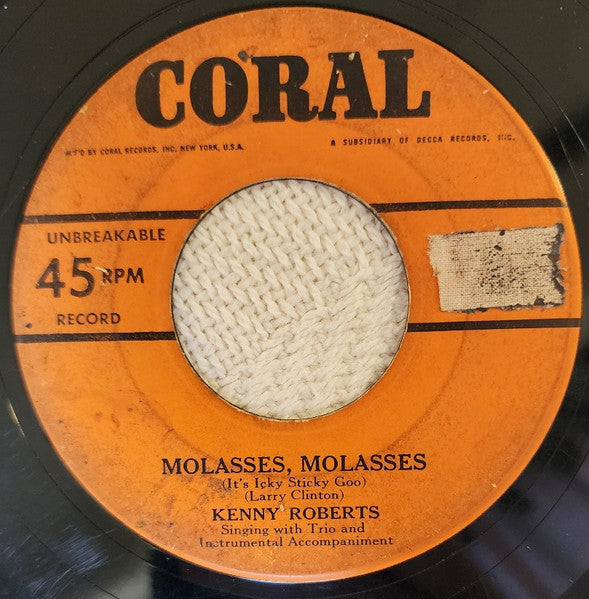 CORAL
M'F'D BY CORAL RECORDS, INC. NEW YORK, U.S.A.
A SUBSIDIARY OF DECCA RECORDS, INC.
UNBREAKABLE
45 RPM
RECORD
MOLASSES, MOLASSES
(It's Icky Sticky Goo)
(Larry Clinton)
KENNY ROBERTS
Singing with Trio and
Instrumental Accompaniment